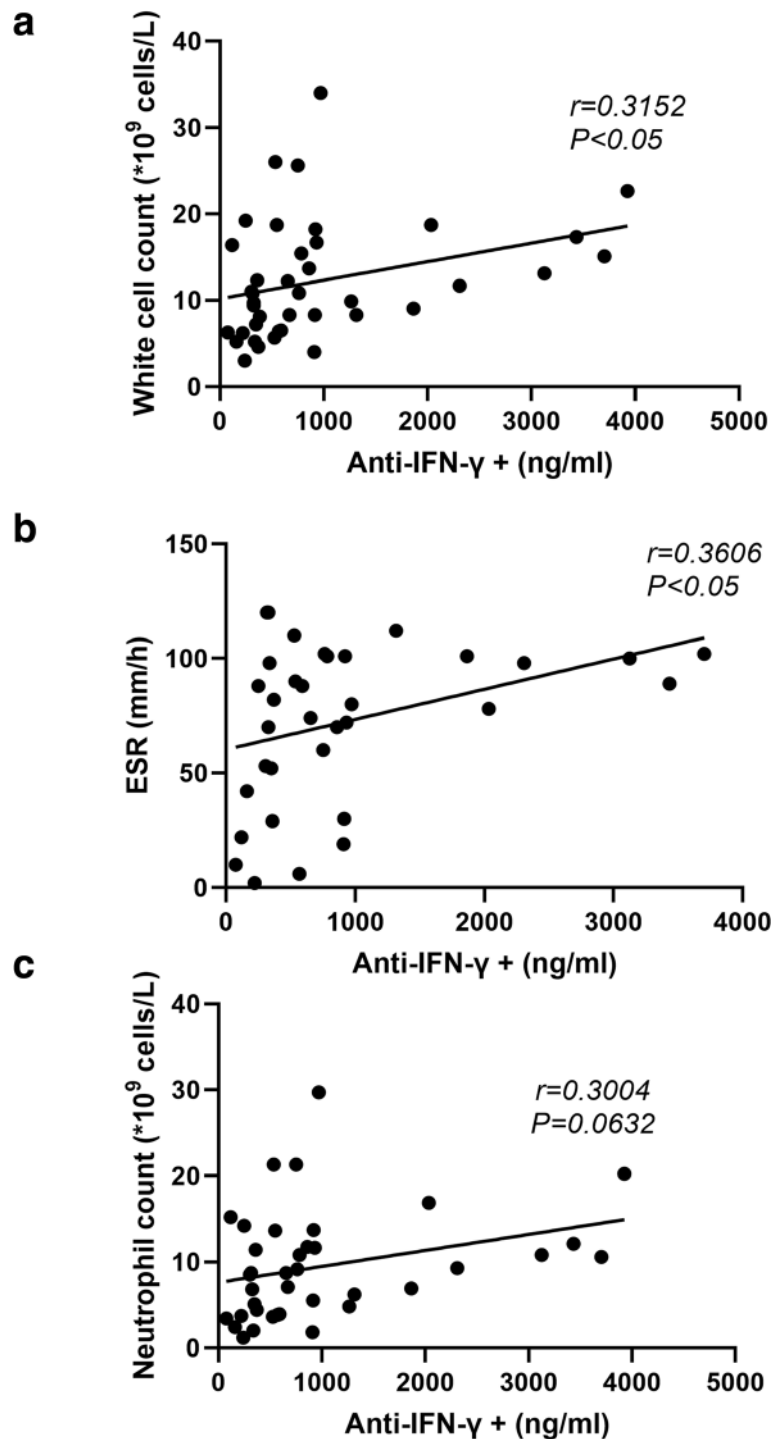 a
White cell count (*10⁹ cells/L)
40
30
20
10
0
r=0.3152
P<0.05
0 1000 2000 3000 4000 5000
Anti-IFN-γ + (ng/ml)
b
ESR (mm/h)
150
100
50
0
r=0.3606
P<0.05
0 1000 2000 3000 4000
Anti-IFN-γ + (ng/ml)
c
Neutrophil count (*10⁹ cells/L)
40
30
20
10
0
r=0.3004
P=0.0632
0 1000 2000 3000 4000 5000
Anti-IFN-γ + (ng/ml)